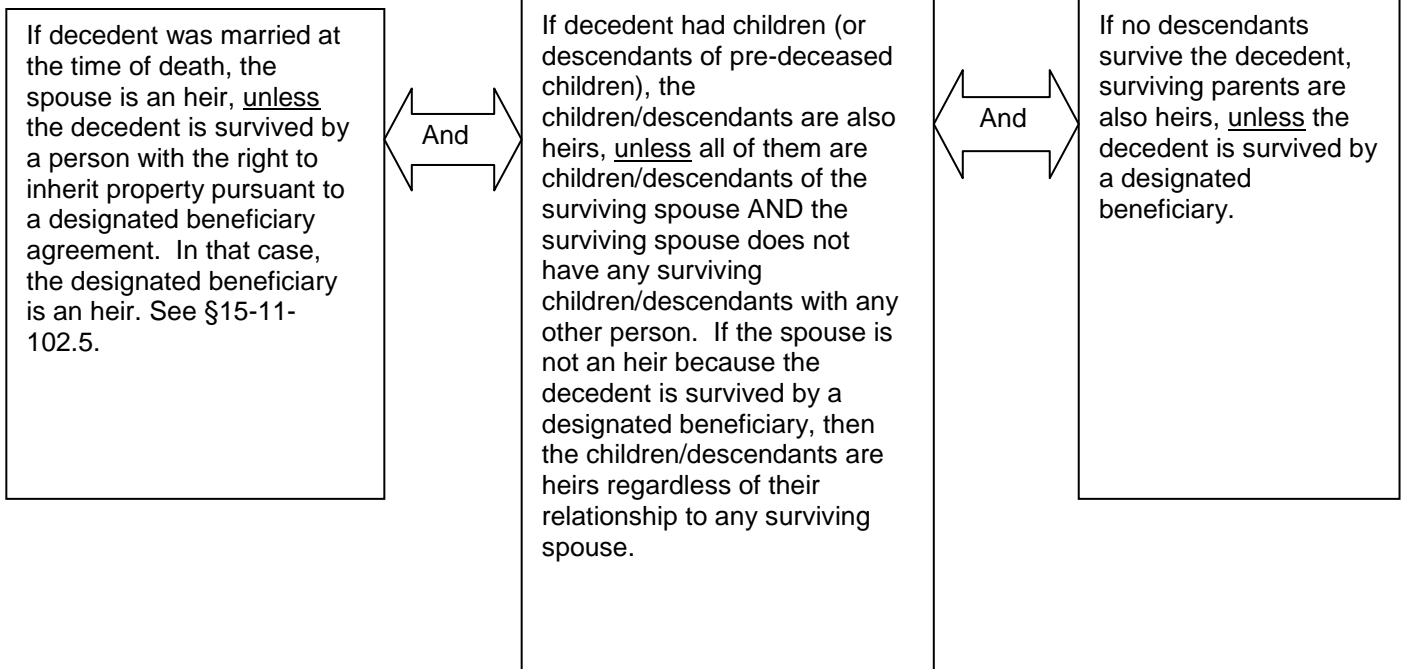 If decedent was married at
the time of death, the
spouse is an heir, unless
the decedent is survived by
a person with the right to
inherit property pursuant to
a designated beneficiary
agreement. In that case,
the designated beneficiary
is an heir. See §15-11-
102.5.
And
If decedent had children (or
descendants of pre-deceased
children), the
children/descendants are also
heirs, unless all of them are
children/descendants of the
surviving spouse AND the
surviving spouse does not
have any surviving
children/descendants with any
other person. If the spouse is
not an heir because the
decedent is survived by a
designated beneficiary, then
the children/descendants are
heirs regardless of their
relationship to any surviving
spouse.
And
If no descendants
survive the decedent,
surviving parents are
also heirs, unless the
decedent is survived by
a designated
beneficiary.